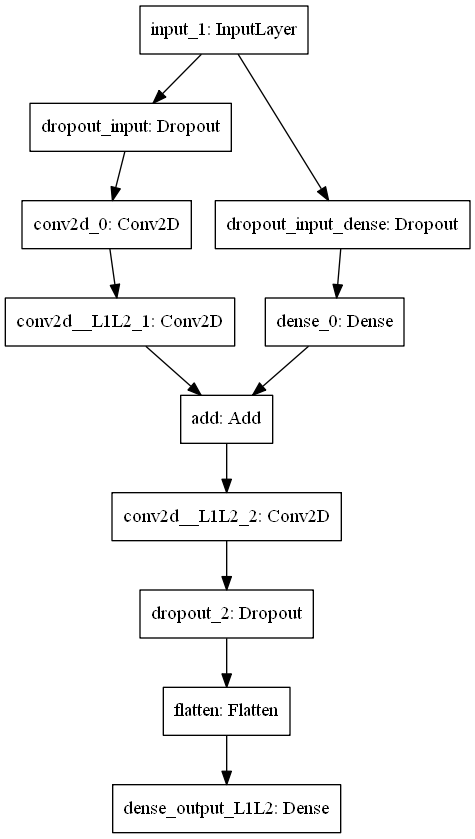 input_1: InputLayer
dropout_input: Dropout
conv2d_0: Conv2D
dropout_input_dense: Dropout
conv2d__L1L2_1: Conv2D
dense_0: Dense
add: Add
conv2d__L1L2_2: Conv2D
dropout_2: Dropout
flatten: Flatten
dense_output_L1L2: Dense